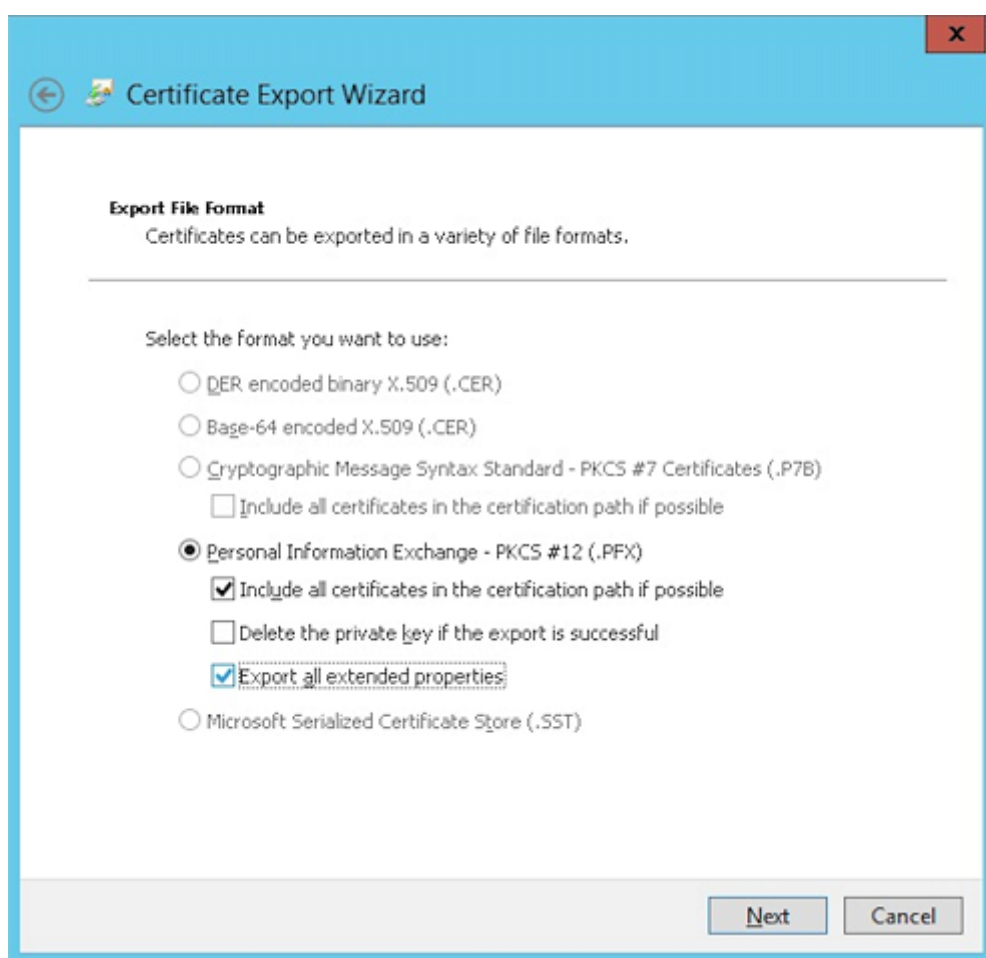 x
Certificate Export Wizard
Export File Format
Certificates can be exported in a variety of file formats.
Select the format you want to use:
DER encoded binary X.509 (.CER)
Base-64 encoded X.509 (.CER)
Cryptographic Message Syntax Standard - PKCS #7 Certificates (.P7B)
Include all certificates in the certification path if possible
Personal Information Exchange - PKCS #12 (.PFX)
Include all certificates in the certification path if possible
Delete the private key if the export is successful
Export all extended properties
Microsoft Serialized Certificate Store (.SST)
Next Cancel